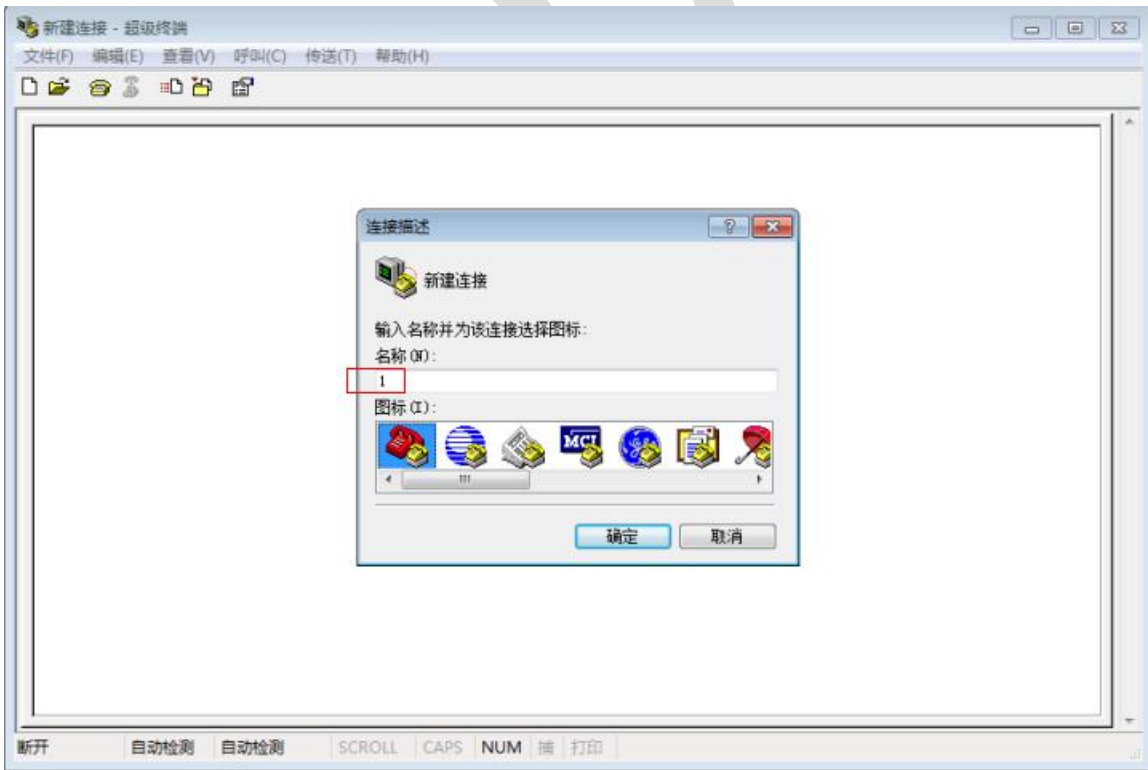 新建连接 - 超级终端
文件(F) 编辑(E) 查看(V) 呼叫(C) 传送(T) 帮助(H)
连接描述
新建连接
输入名称并为该连接选择图标:
名称(N):
1
图标(I):
MCI
确定 取消
断开 自动检测 自动检测 SCROLL CAPS NUM 捕 打印